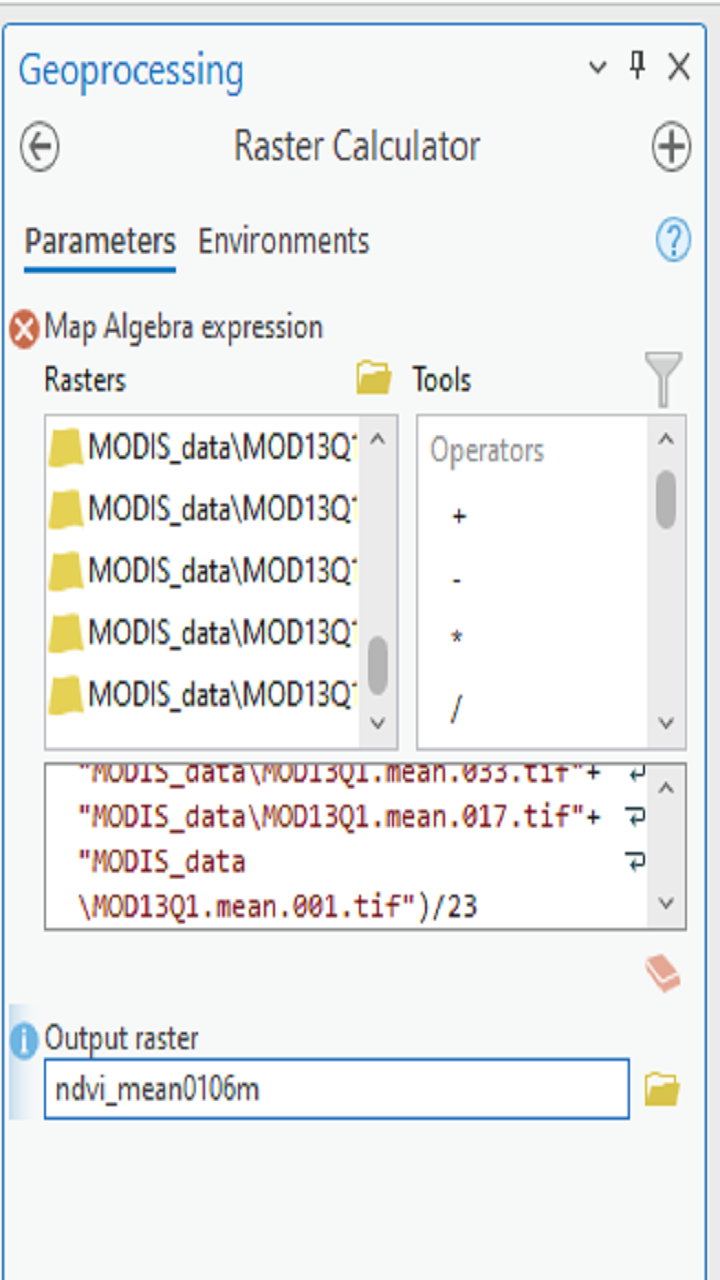 Geoprocessing
Raster Calculator
Parameters Environments
Map Algebra expression
Rasters Tools
MODIS_data\MOD13Q1
MODIS_data\MOD13Q1
MODIS_data\MOD13Q1
MODIS_data\MOD13Q1
MODIS_data\MOD13Q1
Operators
+
-
*
/
"MODIS_data\MOD13Q1.mean.033.tif"+
"MODIS_data\MOD13Q1.mean.017.tif"+
"MODIS_data
\MOD13Q1.mean.001.tif")/23
Output raster
ndvi_mean0106m